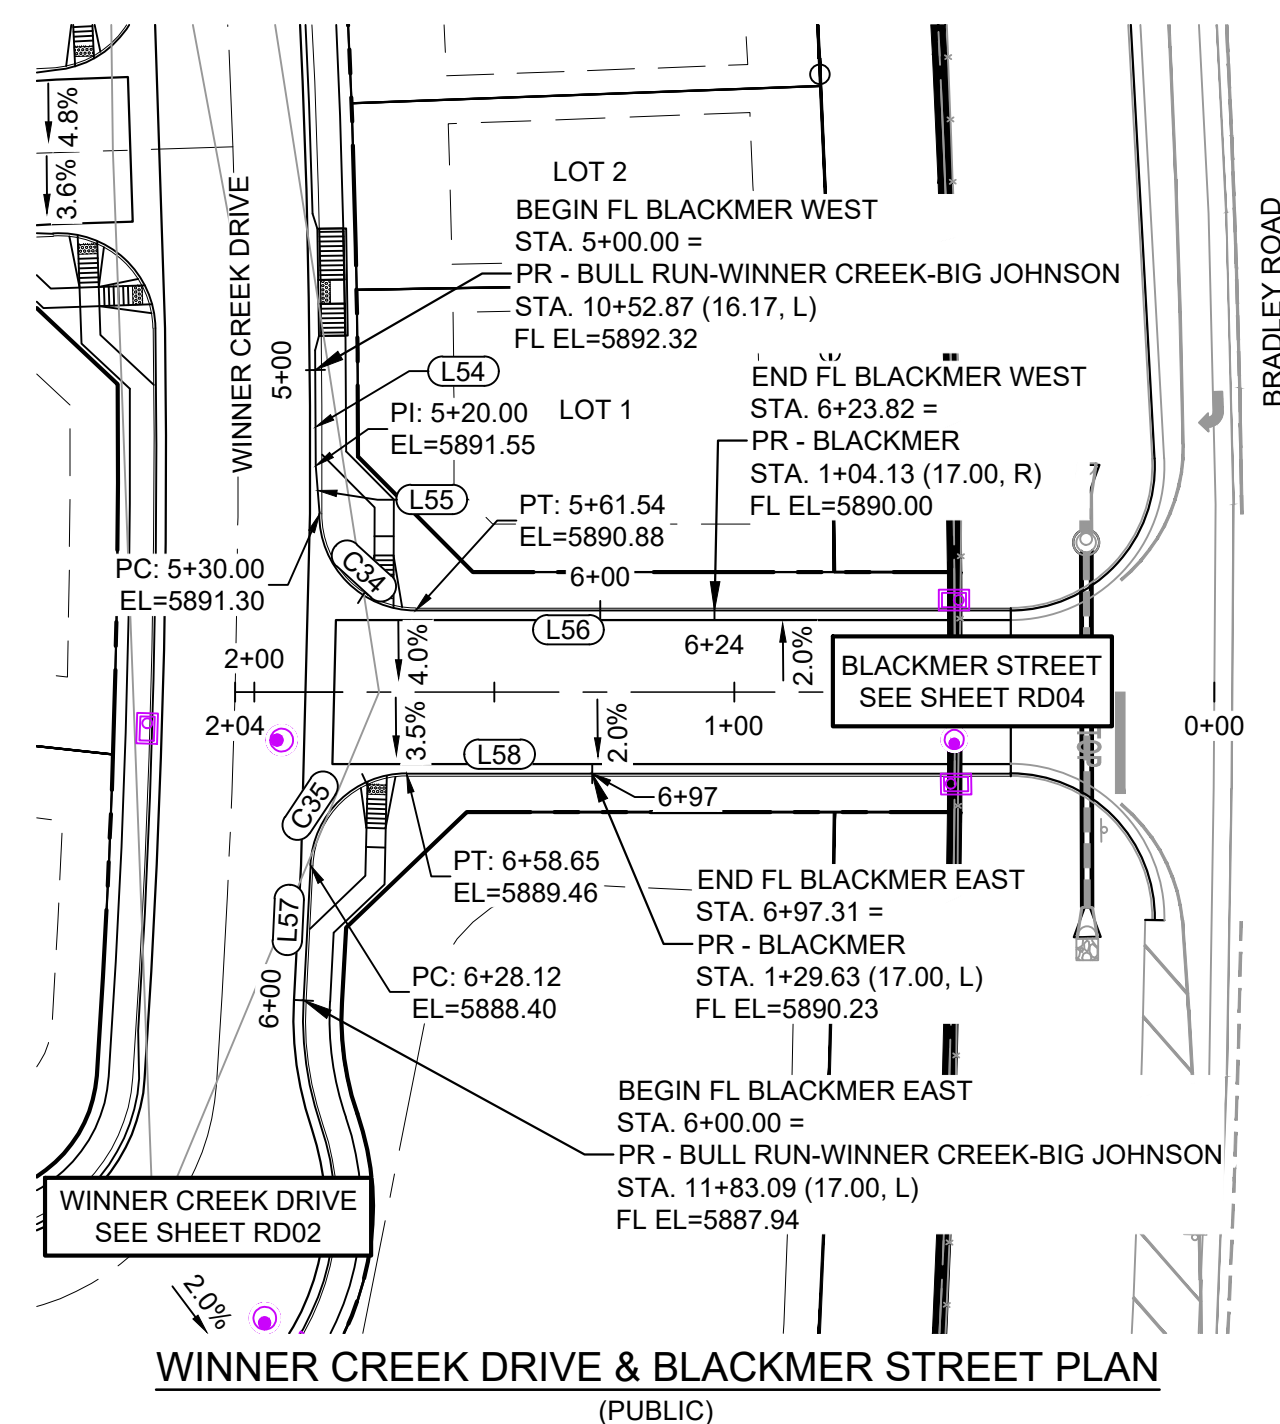 4.8%
3.6%
WINNER CREEK DRIVE
BRADLEY ROAD
LOT 2
BEGIN FL BLACKMER WEST
STA. 5+00.00 =
PR - BULL RUN-WINNER CREEK-BIG JOHNSON
STA. 10+52.87 (16.17, L)
FL EL=5892.32
5+00
L54
PI: 5+20.00
EL=5891.55
LOT 1
END FL BLACKMER WEST
STA. 6+23.82 =
PR - BLACKMER
STA. 1+04.13 (17.00, R)
FL EL=5890.00
L55
PT: 5+61.54
EL=5890.88
PC: 5+30.00
EL=5891.30
C34
6+00
L56
6+24
2+00
4.0%
2.0%
BLACKMER STREET
SEE SHEET RD04
2+04
3.5%
2.0%
1+00
0+00
L58
C35
6+97
PT: 6+58.65
EL=5889.46
END FL BLACKMER EAST
STA. 6+97.31 =
PR - BLACKMER
STA. 1+29.63 (17.00, L)
FL EL=5890.23
L57
PC: 6+28.12
EL=5888.40
6+00
BEGIN FL BLACKMER EAST
STA. 6+00.00 =
PR - BULL RUN-WINNER CREEK-BIG JOHNSON
STA. 11+83.09 (17.00, L)
FL EL=5887.94
WINNER CREEK DRIVE
SEE SHEET RD02
2.0%
WINNER CREEK DRIVE & BLACKMER STREET PLAN
(PUBLIC)